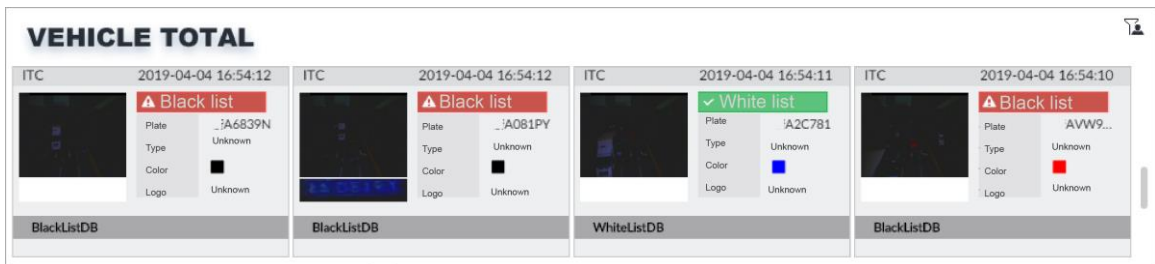 VEHICLE TOTAL
ITC 2019-04-04 16:54:12
Black list
Plate A6839N
Type Unknown
Color
Logo Unknown
BlackListDB
ITC 2019-04-04 16:54:12
Black list
Plate A081PY
Type Unknown
Color
Logo Unknown
BlackListDB
ITC 2019-04-04 16:54:11
White list
Plate A2C781
Type Unknown
Color
Logo Unknown
WhiteListDB
ITC 2019-04-04 16:54:10
Black list
Plate AVW9...
Type Unknown
Color
Logo Unknown
BlackListDB